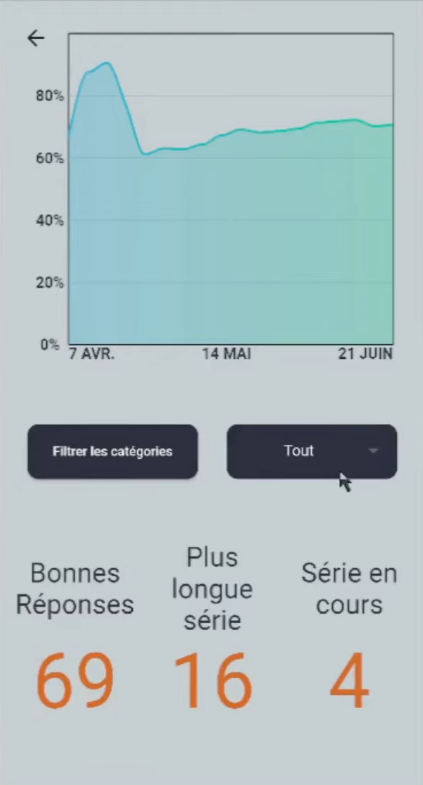 80%
60%
40%
20%
0%
7 AVR. 14 MAI 21 JUIN
Filtrer les catégories
Tout
Bonnes
Réponses
Plus
longue
série
Série en
cours
69
16
4